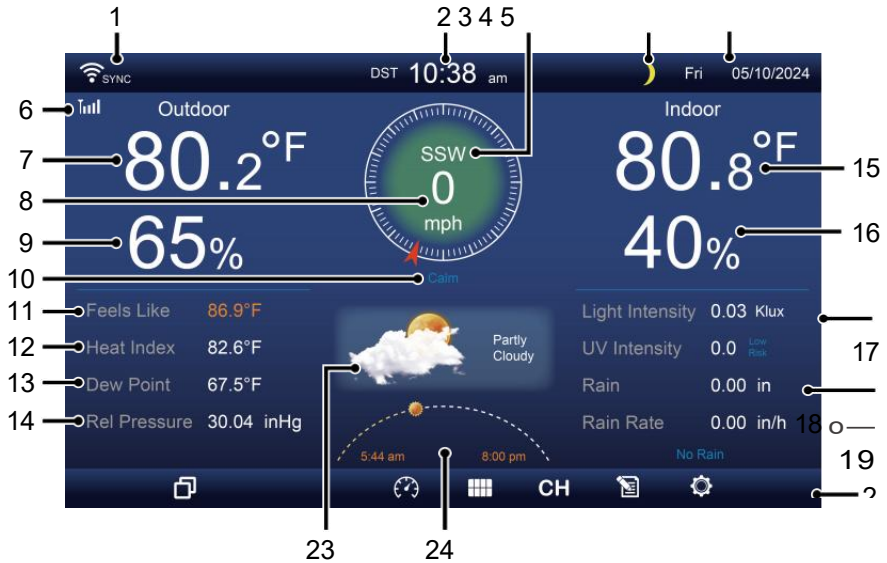 1 2 3 4 5
SYNC DST 10:38 am Fri 05/10/2024
6 Outdoor Indoor
7 80.2°F 80.8°F 15
SSW
8 0
mph
9 65% 40% 16
10 Calm
11 Feels Like 86.9°F Light Intensity 0.03 Klux
12 Heat Index 82.6°F Partly Cloudy UV Intensity 0.0 Low Risk 17
13 Dew Point 67.5°F Rain 0.00 in
14 Rel Pressure 30.04 inHg Rain Rate 0.00 in/h 18
5:44 am 8:00 pm No Rain 19
CH
23 24